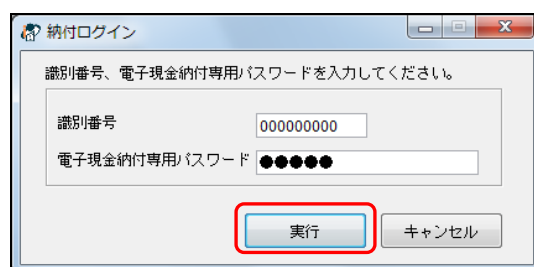 納付ログイン
識別番号、電子現金納付専用パスワードを入力してください。
識別番号 000000000
電子現金納付専用パスワード ●●●●●
実行 キャンセル